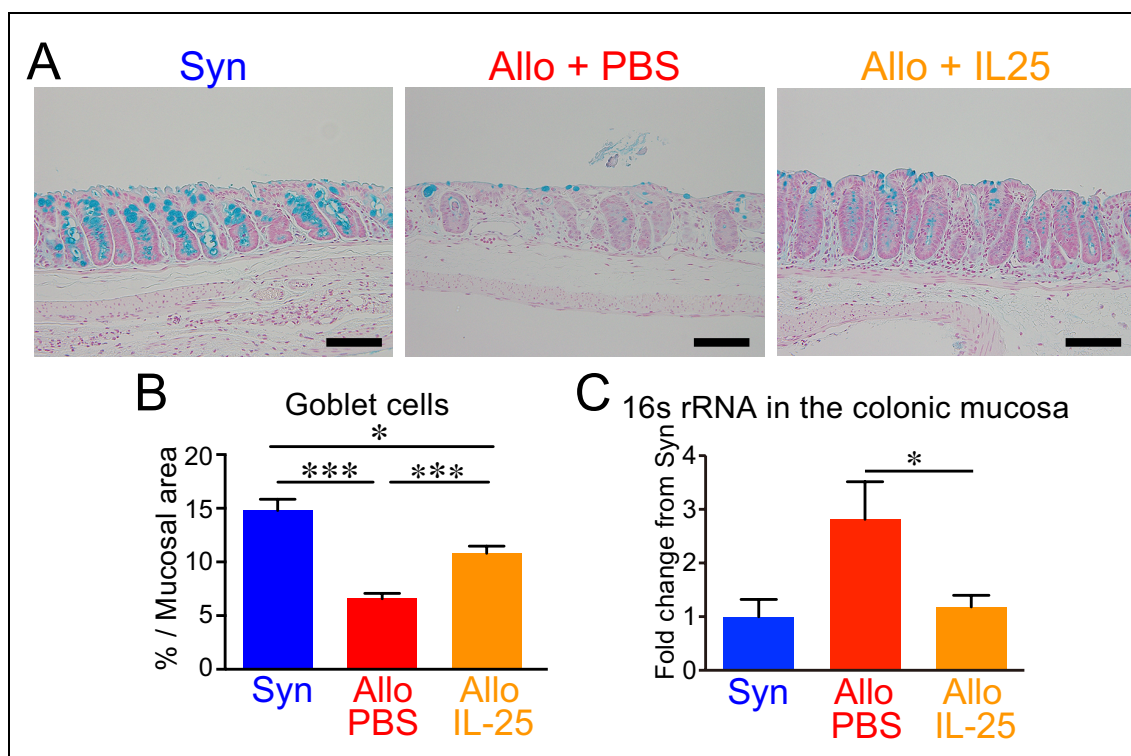 A
Syn
Allo + PBS
Allo + IL25
B
Goblet cells
% / Mucosal area
20
15
10
5
0
*
***
***
Syn
Allo
PBS
Allo
IL-25
C
16s rRNA in the colonic mucosa
Fold change from Syn
4
3
2
1
0
*
Syn
Allo
PBS
Allo
IL-25